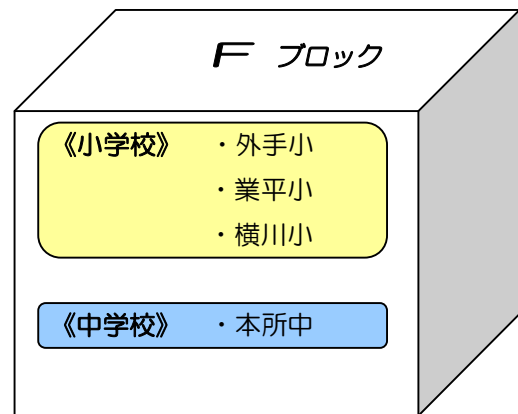 F ブロック
《小学校》 ・外手小
・業平小
・横川小
《中学校》 ・本所中